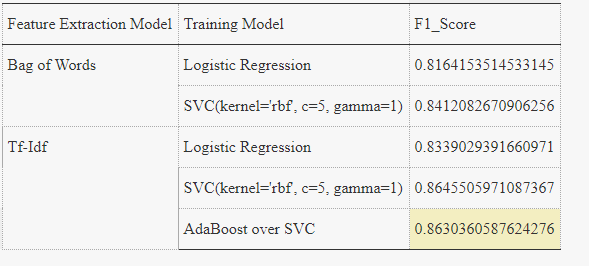 Feature Extraction Model Training Model F1_Score
Bag of Words Logistic Regression 0.8164153514533145
SVC(kernel='rbf', c=5, gamma=1) 0.8412082670906256
Tf-Idf Logistic Regression 0.8339029391660971
SVC(kernel='rbf', c=5, gamma=1) 0.8645505971087367
AdaBoost over SVC 0.8630360587624276